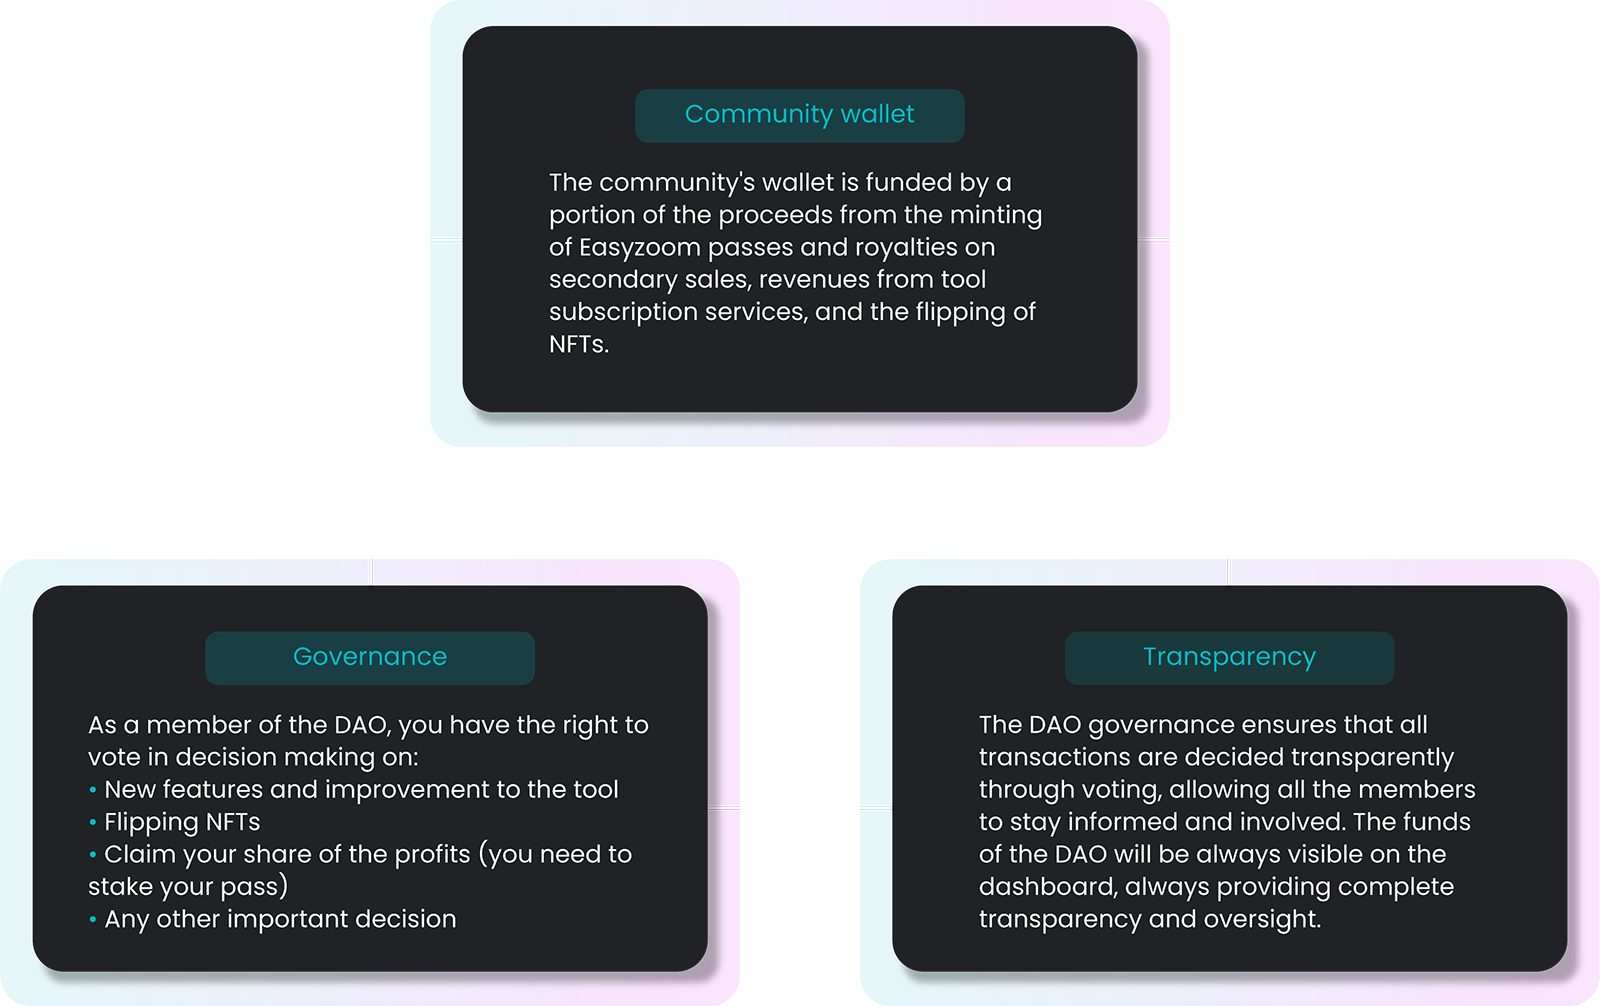 Community wallet
The community's wallet is funded by a
portion of the proceeds from the minting
of Easyzoom passes and royalties on
secondary sales, revenues from tool
subscription services, and the flipping of
NFTs.
Governance
As a member of the DAO, you have the right to
vote in decision making on:
• New features and improvement to the tool
• Flipping NFTs
• Claim your share of the profits (you need to
stake your pass)
• Any other important decision
Transparency
The DAO governance ensures that all
transactions are decided transparently
through voting, allowing all the members
to stay informed and involved. The funds
of the DAO will be always visible on the
dashboard, always providing complete
transparency and oversight.